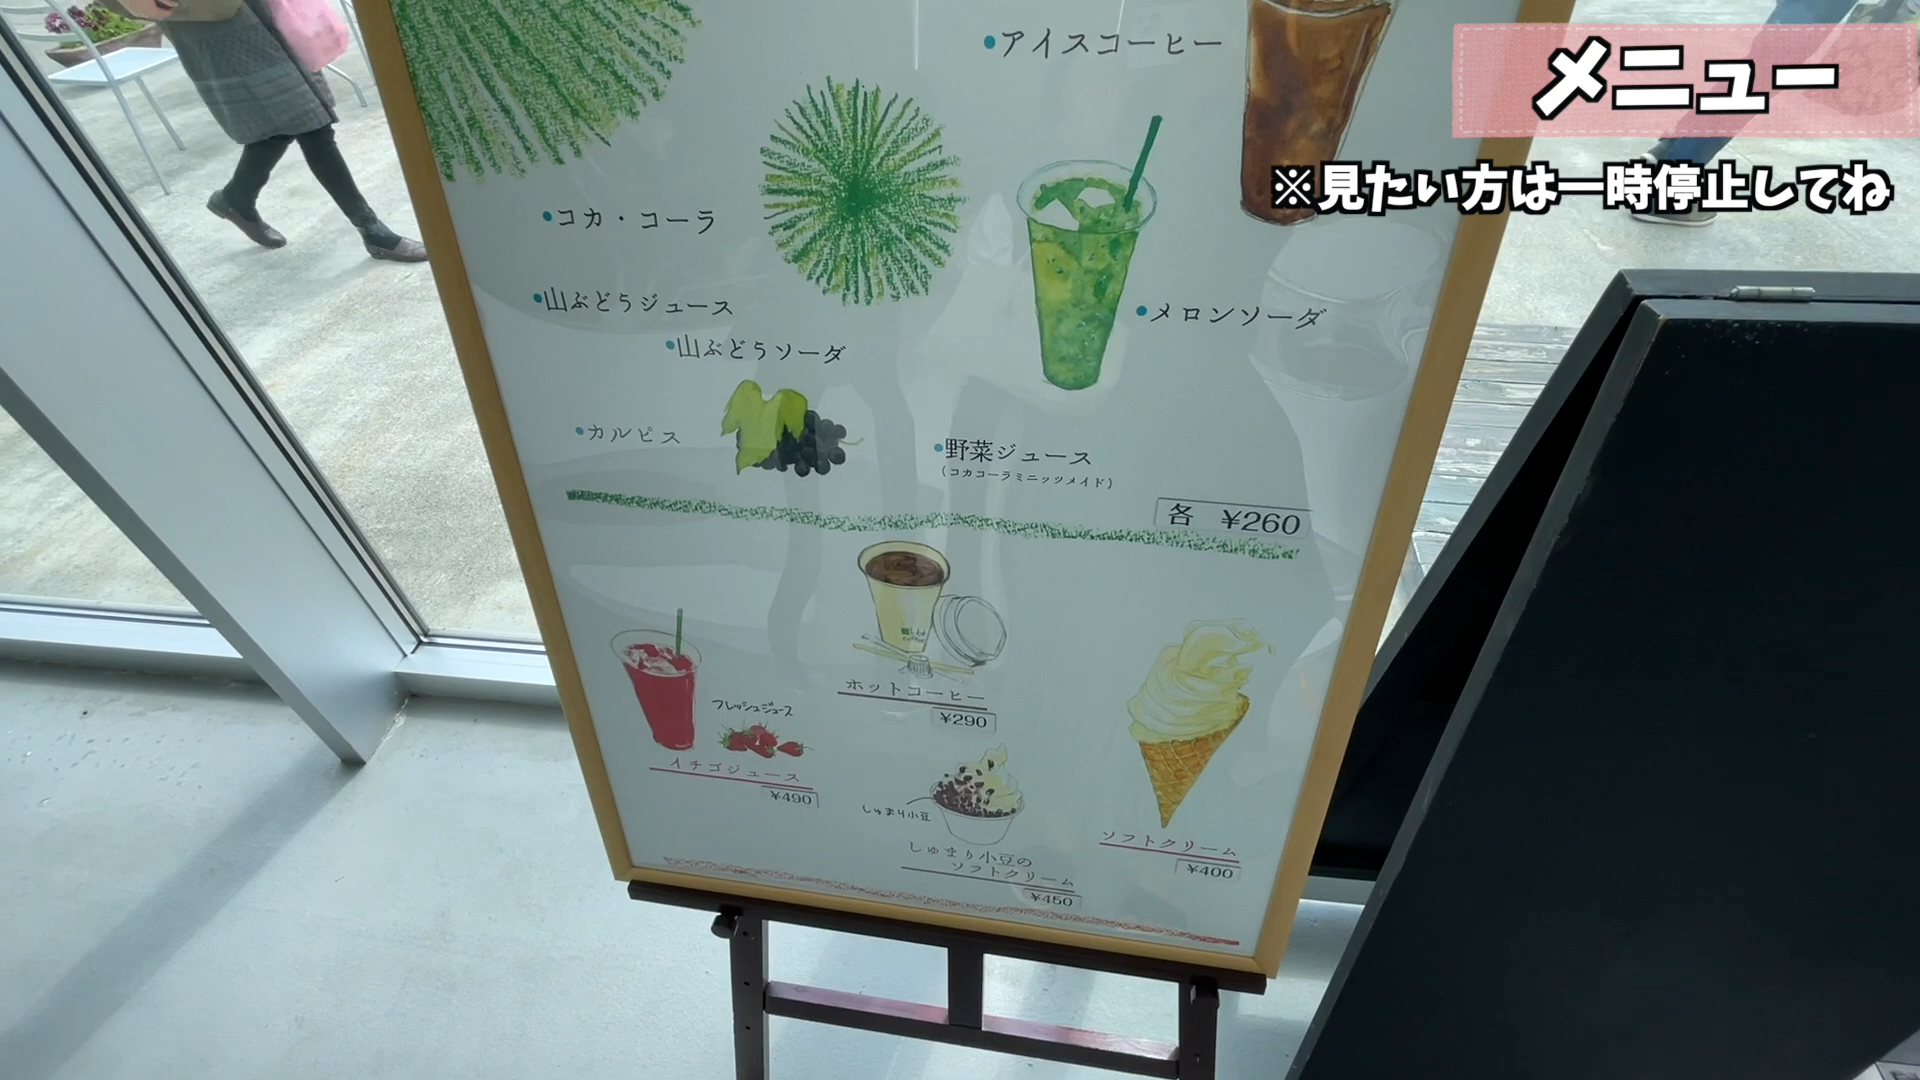 メニュー
※見たい方は一時停止してね
•アイスコーヒー
•コカ・コーラ
•山ぶどうジュース
•メロンソーダ
•山ぶどうソーダ
•カルピス
•野菜ジュース
(コカコーラミニッツメイド)
各 ¥260
ホットコーヒー
¥290
フレッシュジュース
イチゴジュース
¥490
しゅまり小豆
しゅまり小豆の
ソフトクリーム
¥450
ソフトクリーム
¥400